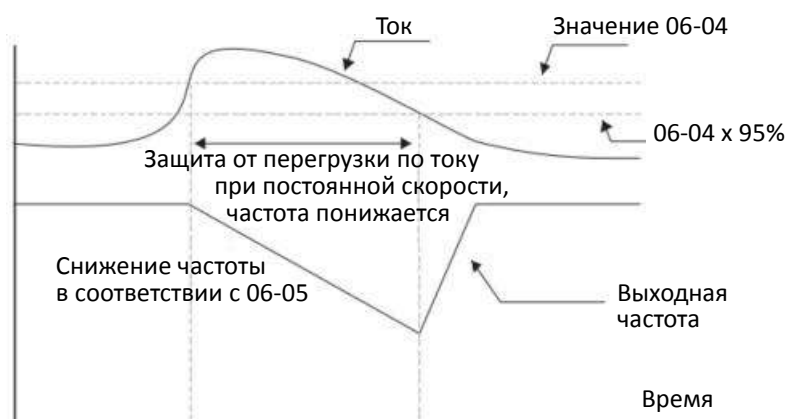 Ток
Значение 06-04
06-04 x 95%
Защита от перегрузки по току
при постоянной скорости,
частота понижается
Снижение частоты
в соответствии с 06-05
Выходная
частота
Время